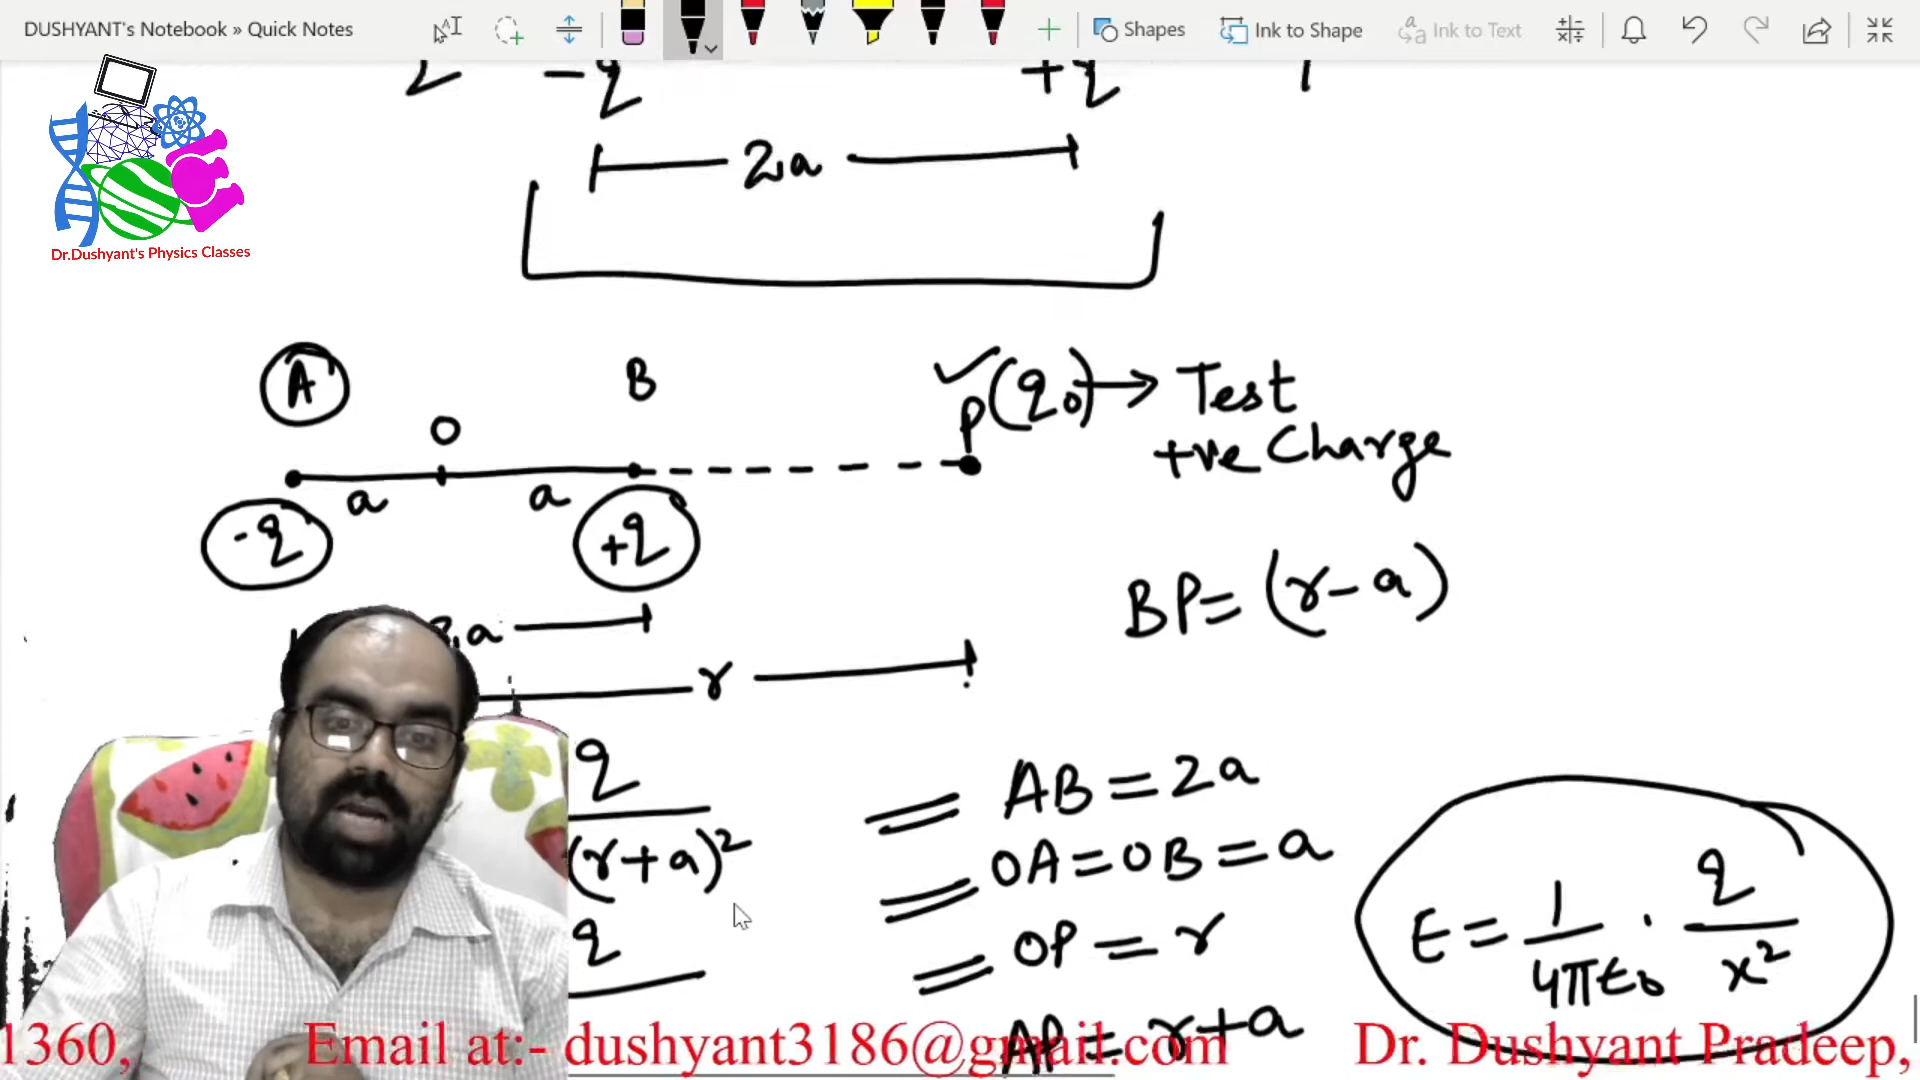 DUSHYANT's Notebook » Quick Notes
Shapes
Ink to Shape
Ink to Text
-q
+q
2a
Dr.Dushyant's Physics Classes
A
B
O
P(q₀) → Test
+ve Charge
a
a
-q
+q
BP = (r-a)
a
r
q
(r+a)²
q
AB = 2a
OA = OB = a
OP = r
AP = r+a
E = 1/4πε₀ · q/x²
1360, Email at:- dushyant3186@gmail.com Dr. Dushyant Pradeep,